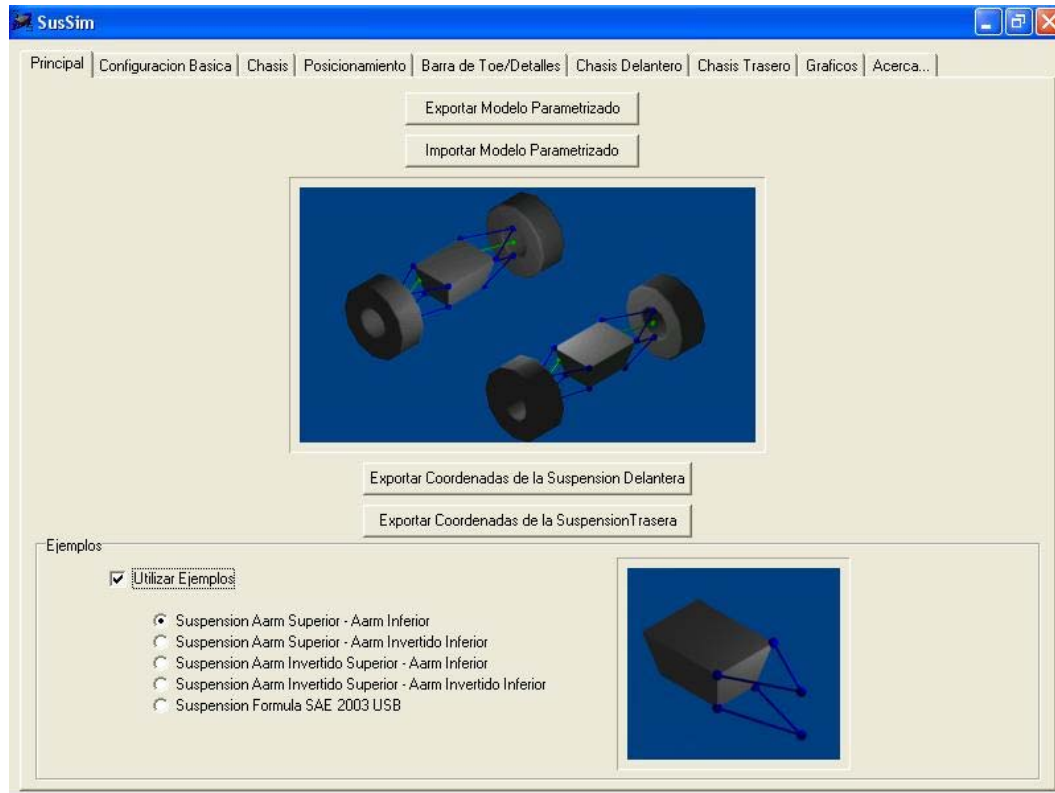 SusSim
Principal Configuracion Basica Chasis Posicionamiento Barra de Toe/Detalles Chasis Delantero Chasis Trasero Graficos Acerca...
Exportar Modelo Parametrizado
Importar Modelo Parametrizado
Exportar Coordenadas de la Suspension Delantera
Exportar Coordenadas de la SuspensionTrasera
Ejemplos
Utilizar Ejemplos
Suspension Aarm Superior - Aarm Inferior
Suspension Aarm Superior - Aarm Invertido Inferior
Suspension Aarm Invertido Superior - Aarm Inferior
Suspension Aarm Invertido Superior - Aarm Invertido Inferior
Suspension Formula SAE 2003 USB